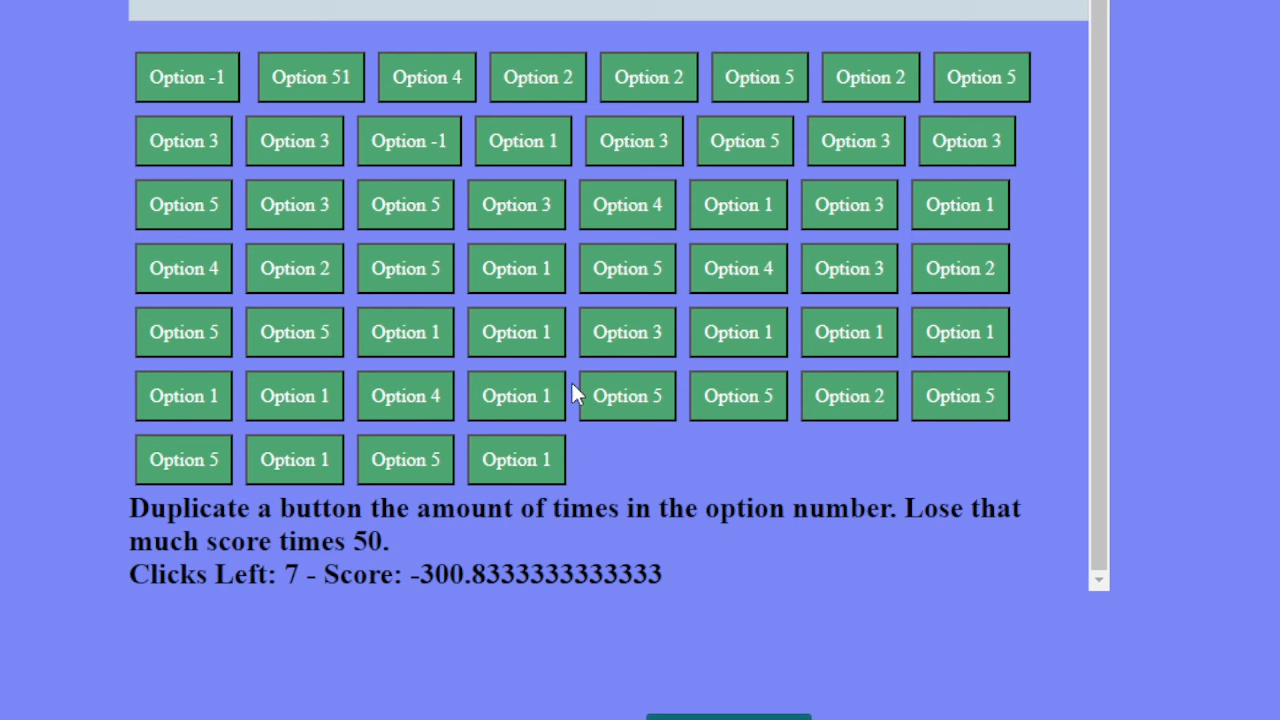 Option -1 Option 51 Option 4 Option 2 Option 2 Option 5 Option 2 Option 5
Option 3 Option 3 Option -1 Option 1 Option 3 Option 5 Option 3 Option 3
Option 5 Option 3 Option 5 Option 3 Option 4 Option 1 Option 3 Option 1
Option 4 Option 2 Option 5 Option 1 Option 5 Option 4 Option 3 Option 2
Option 5 Option 5 Option 1 Option 1 Option 3 Option 1 Option 1 Option 1
Option 1 Option 1 Option 4 Option 1 Option 5 Option 5 Option 2 Option 5
Option 5 Option 1 Option 5 Option 1
Duplicate a button the amount of times in the option number. Lose that
much score times 50.
Clicks Left: 7 - Score: -300.8333333333333